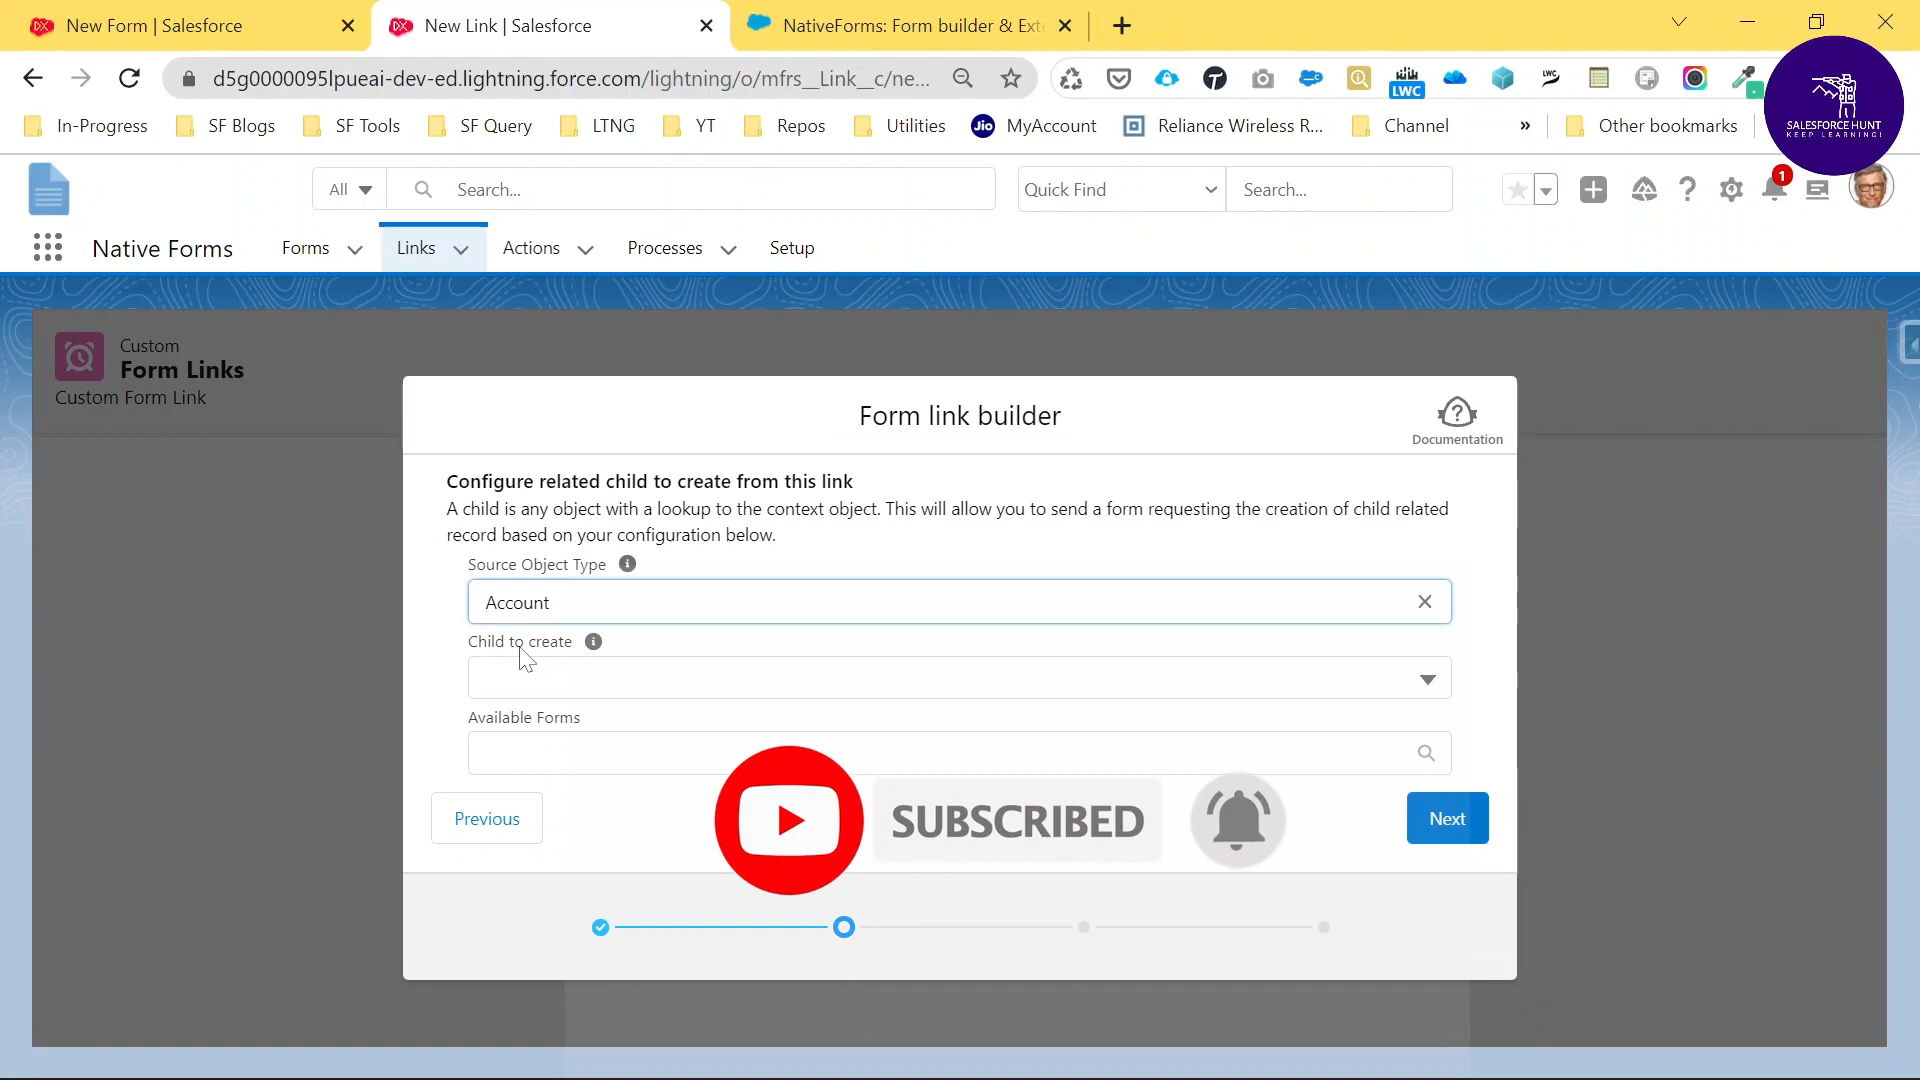 New Form | Salesforce
New Link | Salesforce
NativeForms: Form builder & Exte
d5g0000095lpueai-dev-ed.lightning.force.com/lightning/o/mfrs__Link__c/ne...
LWC
LWC
SALESFORCE HUNT
KEEP LEARNING!
In-Progress
SF Blogs
SF Tools
SF Query
LTNG
YT
Repos
Utilities
Jio
MyAccount
Reliance Wireless R...
Channel
»
Other bookmarks
All
Search...
Quick Find
Search...
1
Native Forms
Forms
Links
Actions
Processes
Setup
Custom
Form Links
Custom Form Link
Form link builder
Documentation
Configure related child to create from this link
A child is any object with a lookup to the context object. This will allow you to send a form requesting the creation of child related
record based on your configuration below.
Source Object Type
Account
Child to create
Available Forms
Previous
SUBSCRIBED
Next